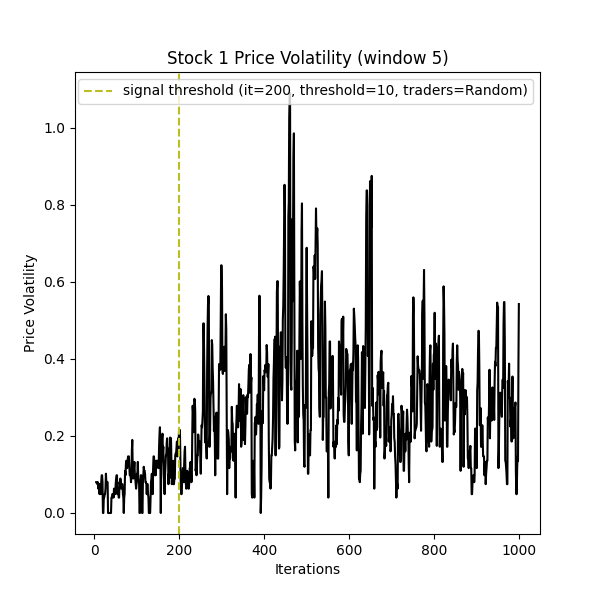 Stock 1 Price Volatility (window 5)
signal threshold (it=200, threshold=10, traders=Random)
Price Volatility
1.0
0.8
0.6
0.4
0.2
0.0
0 200 400 600 800 1000
Iterations